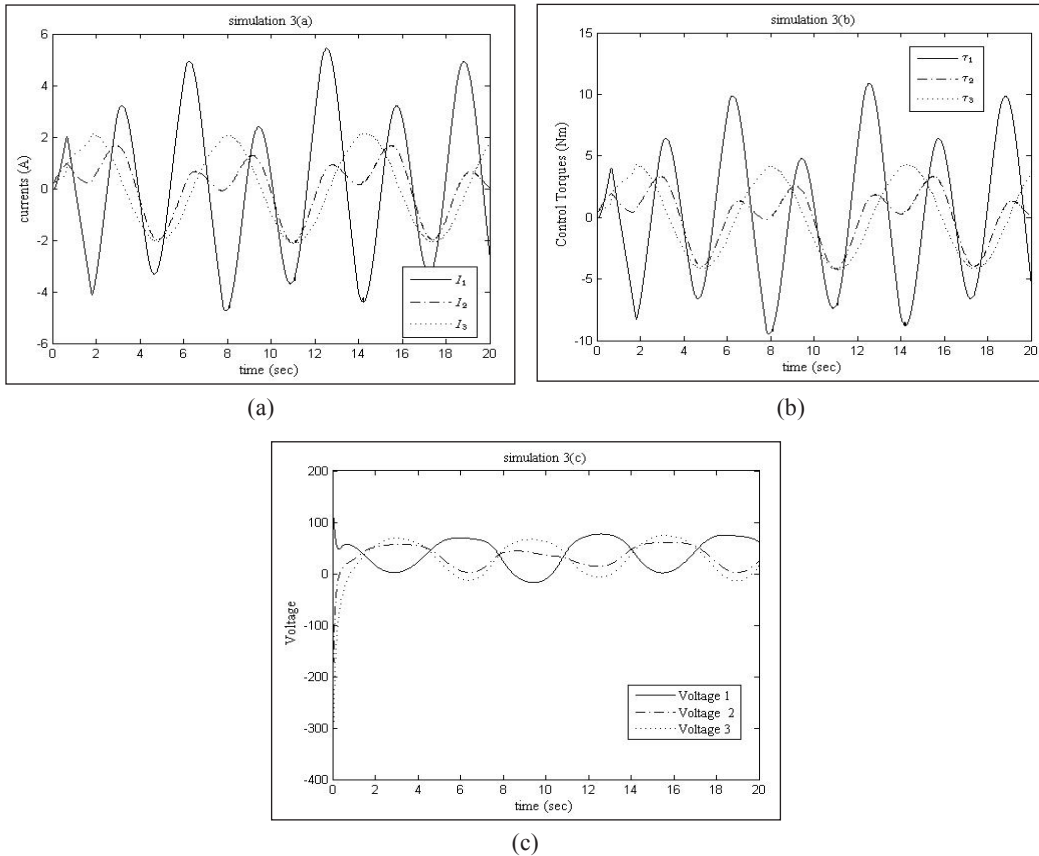 simulation 3(a)
6
4
2
0
-2
-4
-6
currents (A)
I₁
I₂
I₃
0 2 4 6 8 10 12 14 16 18 20
time (sec)
(a)
simulation 3(b)
15
10
5
0
-5
-10
Control Torques (Nm)
τ₁
τ₂
τ₃
0 2 4 6 8 10 12 14 16 18 20
time (sec)
(b)
simulation 3(c)
200
100
0
-100
-200
-300
-400
Voltage
Voltage 1
Voltage 2
Voltage 3
0 2 4 6 8 10 12 14 16 18 20
time (sec)
(c)